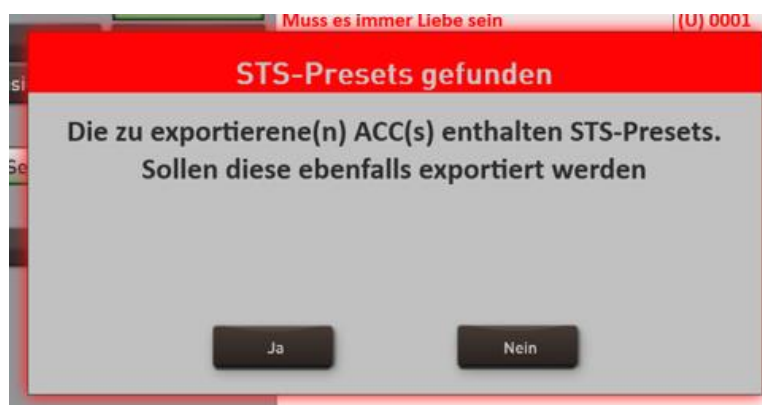 Muss es immer Liebe sein (U) 0001
STS-Presets gefunden
Die zu exportierene(n) ACC(s) enthalten STS-Presets.
Sollen diese ebenfalls exportiert werden
Ja
Nein